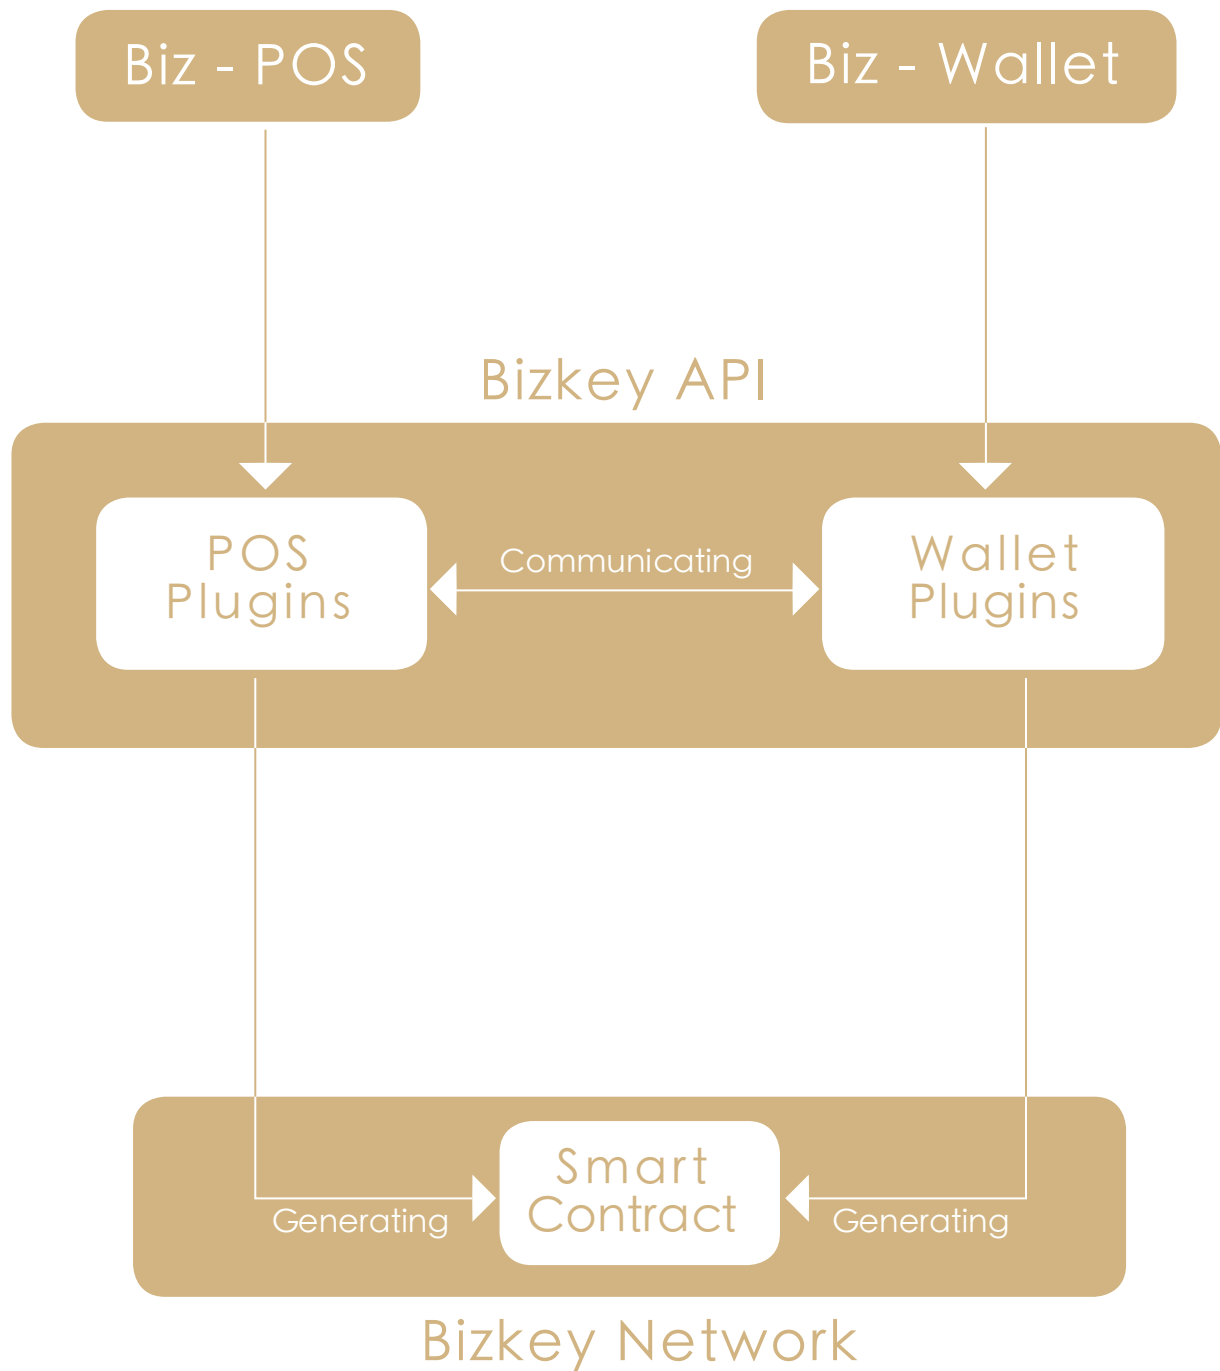 Biz - POS
Biz - Wallet
Bizkey API
POS
Plugins
Communicating
Wallet
Plugins
Smart
Contract
Generating
Generating
Bizkey Network